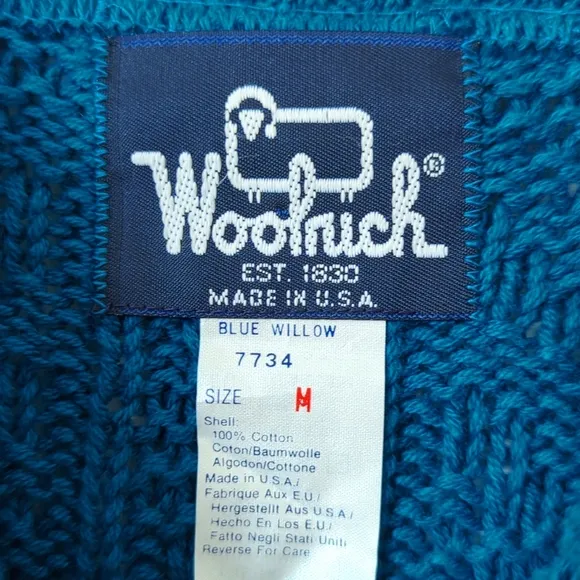 Woolrich®
EST. 1830
MADE IN U.S.A.
BLUE WILLOW
7734
SIZE M
Shell:
100% Cotton
Coton/Baumwolle
Algodon/Cottone
Made in U.S.A./
Fabrique Aux E.U./
Hergestellt Aus U.S.A./
Hecho En Los E.U./
Fatto Negli Stati Uniti
Reverse For Care